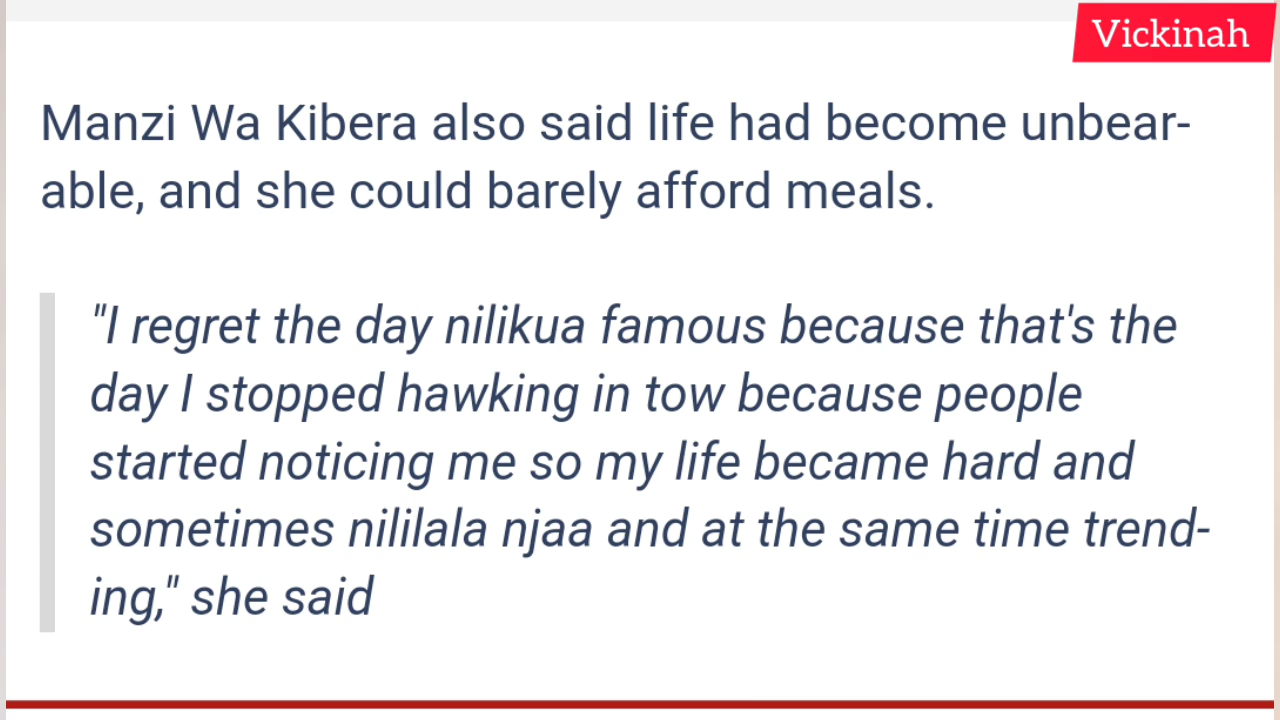 Vickinah
Manzi Wa Kibera also said life had become unbear-
able, and she could barely afford meals.
"I regret the day nilikua famous because that's the
day I stopped hawking in tow because people
started noticing me so my life became hard and
sometimes nililala njaa and at the same time trend-
ing," she said